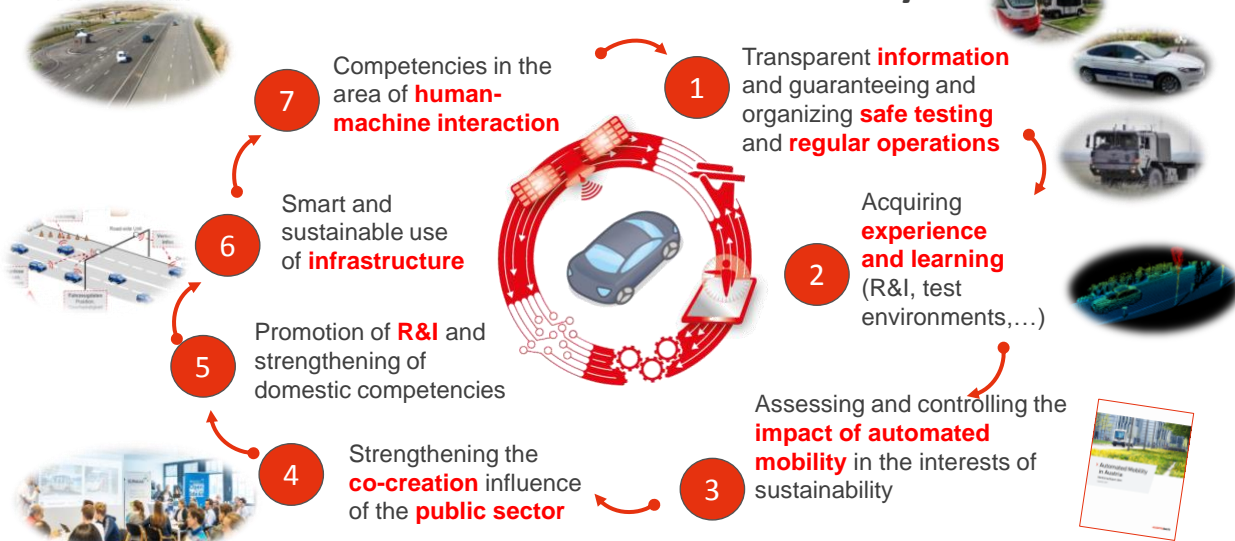 1
Transparent information
and guaranteeing and
organizing safe testing
and regular operations
2
Acquiring
experience
and learning
(R&I, test
environments,…)
3
Assessing and controlling the
impact of automated
mobility in the interests of
sustainability
4
Strengthening the
co-creation influence
of the public sector
5
Promotion of R&I and
strengthening of
domestic competencies
6
Smart and
sustainable use
of infrastructure
7
Competencies in the
area of human-
machine interaction
Automated Mobility
in Austria